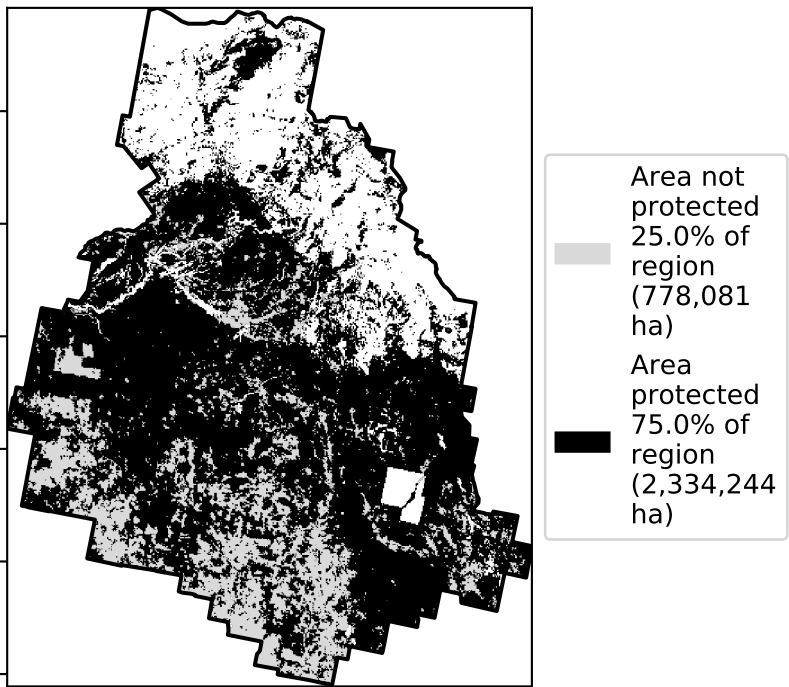 Area not
protected
25.0% of
region
(778,081
ha)
Area
protected
75.0% of
region
(2,334,244
ha)